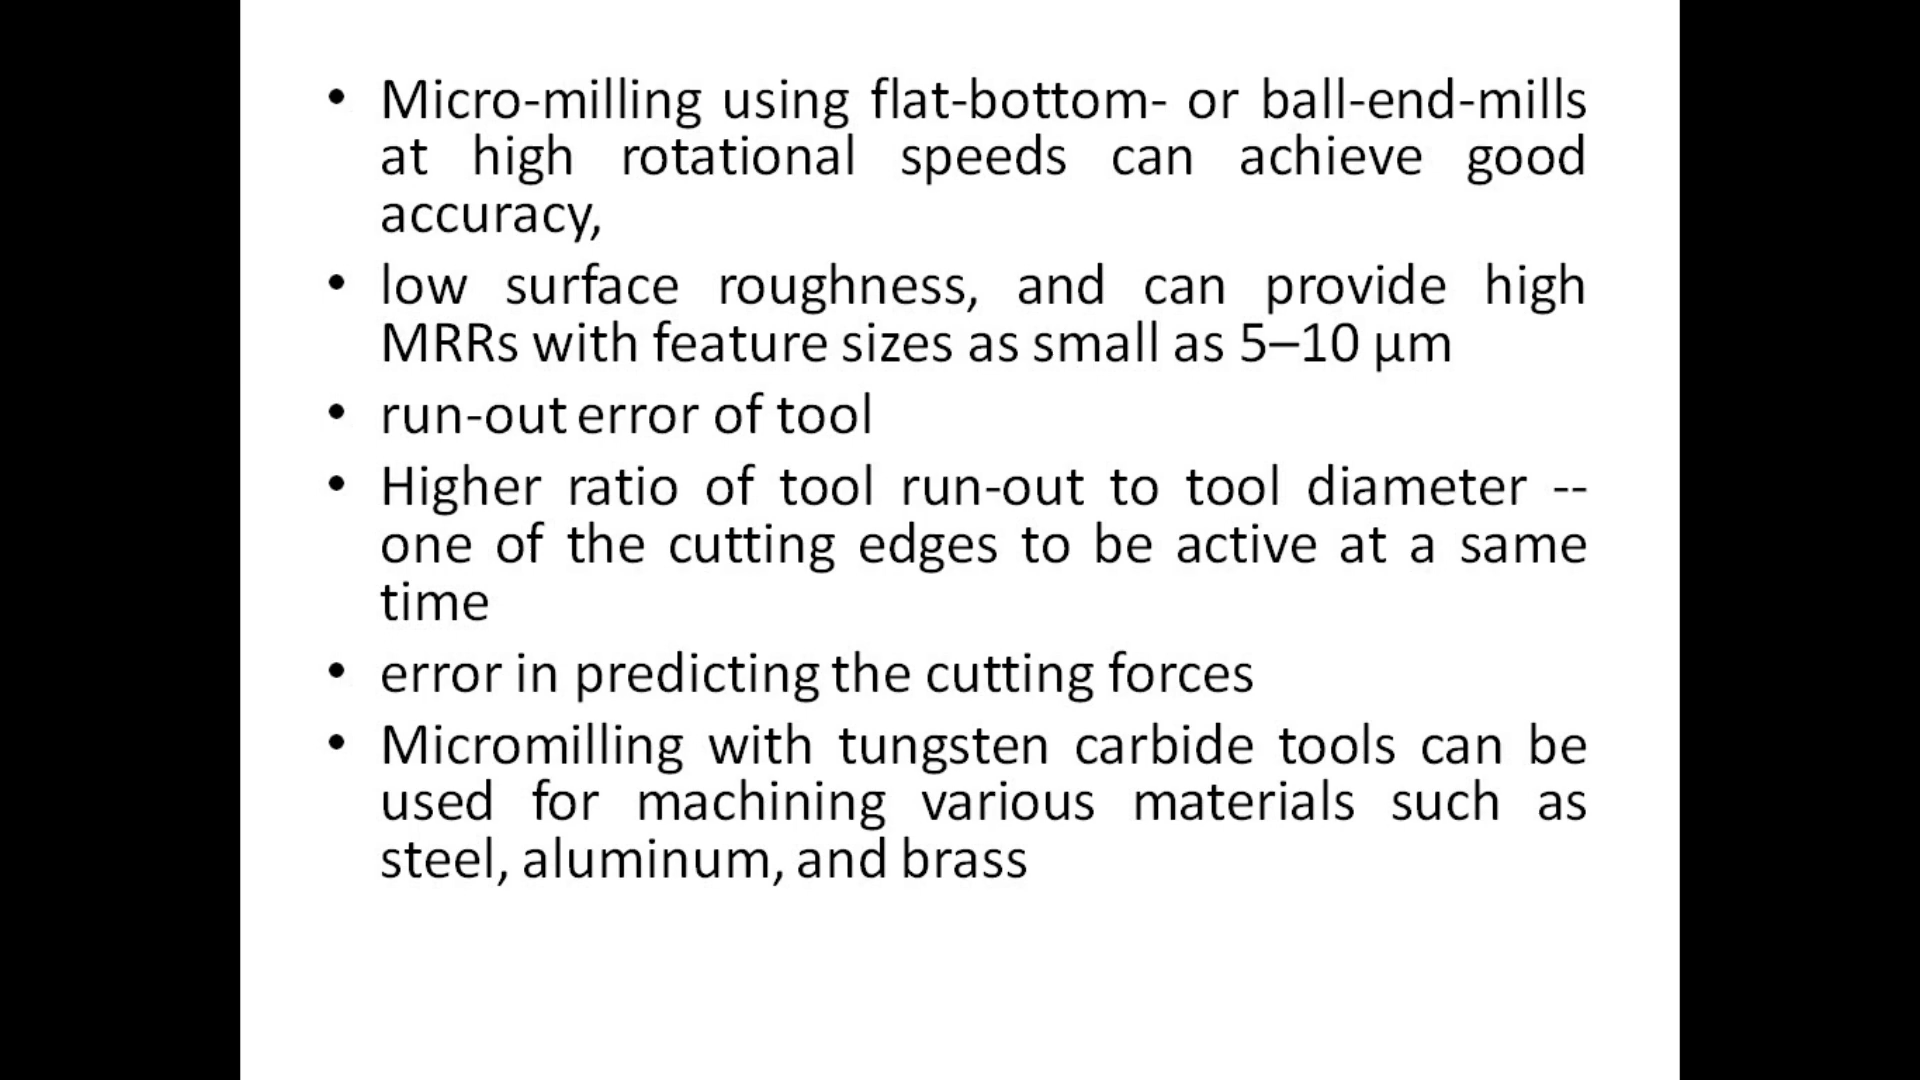 • Micro-milling using flat-bottom- or ball-end-mills
at high rotational speeds can achieve good
accuracy,
• low surface roughness, and can provide high
MRRs with feature sizes as small as 5–10 µm
• run-out error of tool
• Higher ratio of tool run-out to tool diameter --
one of the cutting edges to be active at a same
time
• error in predicting the cutting forces
• Micromilling with tungsten carbide tools can be
used for machining various materials such as
steel, aluminum, and brass